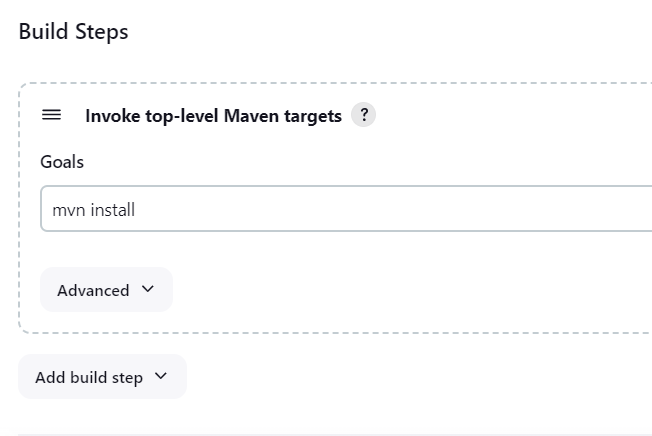 Build Steps
Invoke top-level Maven targets ?
Goals
mvn install
Advanced
Add build step